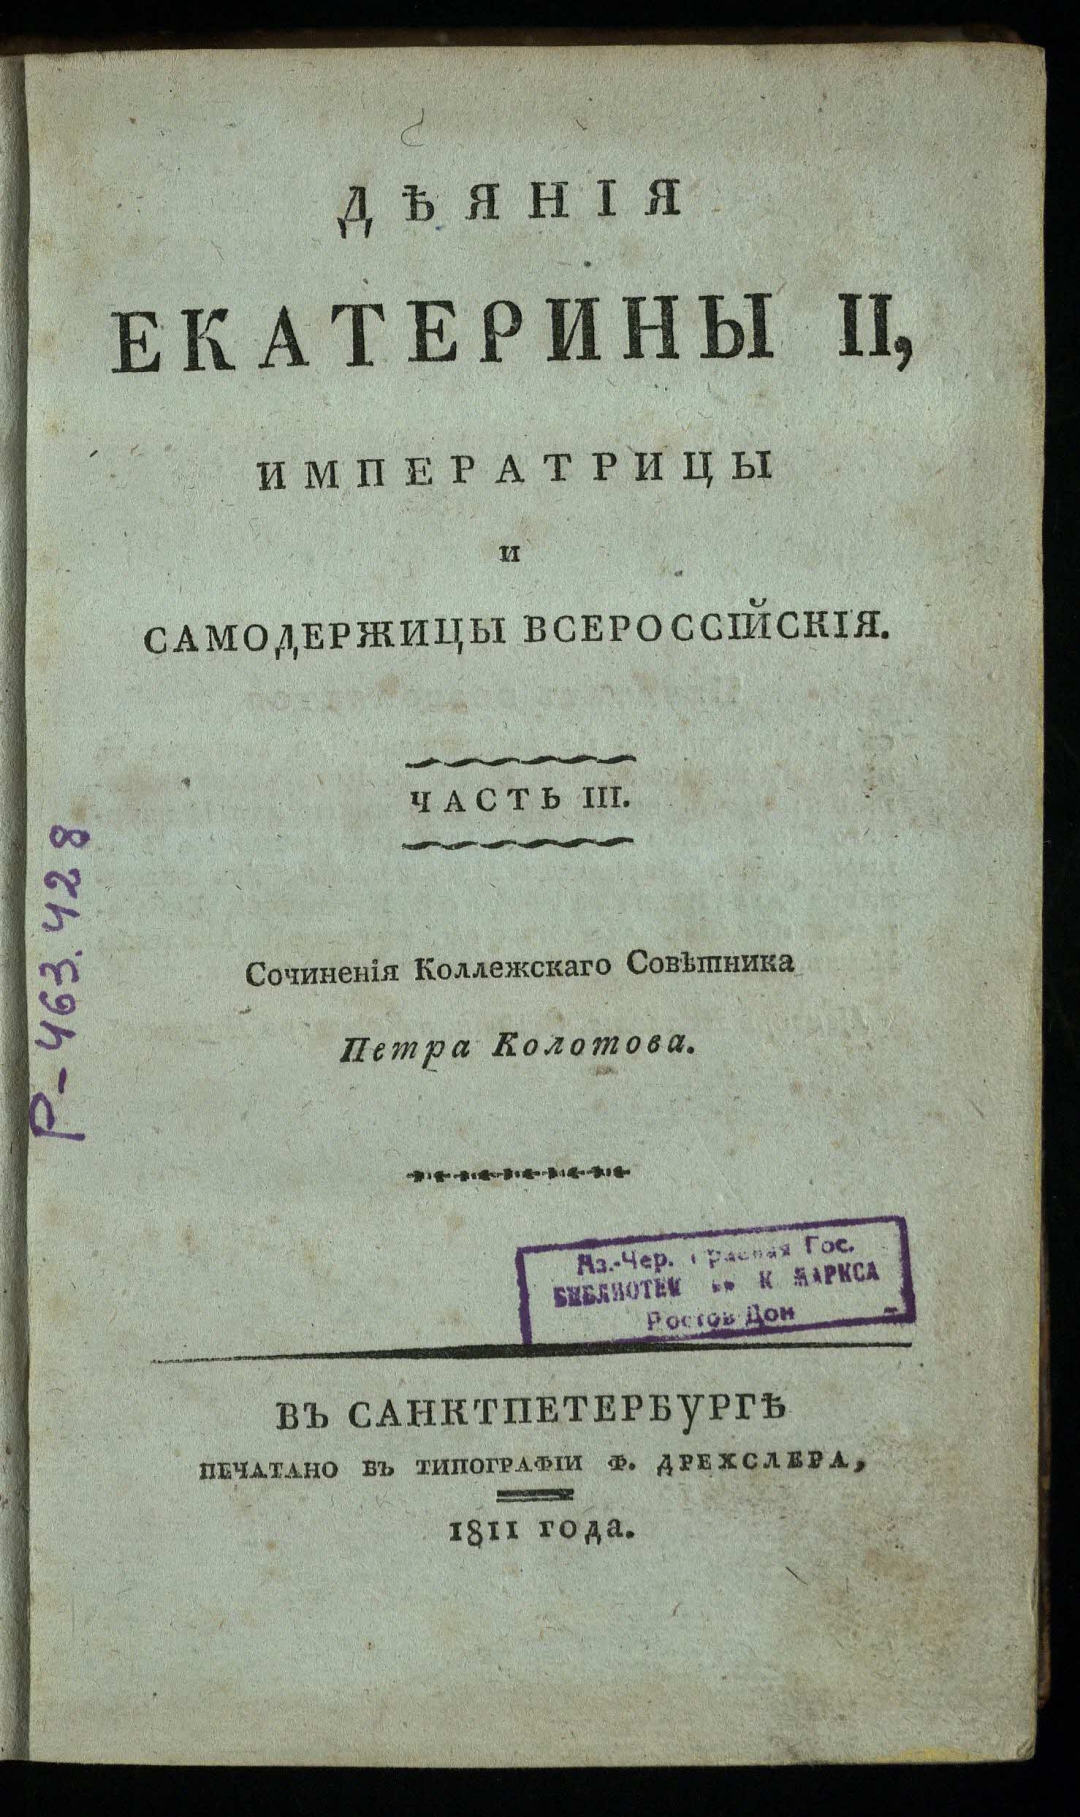 ДѢЯНІЯ
ЕКАТЕРИНЫ II,
ИМПЕРАТРИЦЫ
И
САМОДЕРЖИЦЫ ВСЕРОССІЙСКІЯ.
ЧАСТЬ III.
Сочиненія Коллежскаго Совѣтника
Петра Колотова.
Р-463.428
Аз.-Чер. Гос.
БИБЛИОТЕК К МАРКСА
Ростов Дон
ВЪ САНКТПЕТЕРБУРГѢ
ПЕЧАТАНО ВЪ ТИПОГРАФІИ Ф. ДРЕХСЛЕРА,
1811 года.